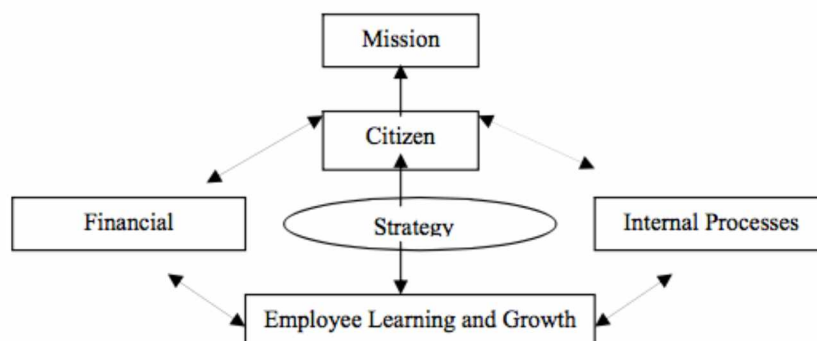 Mission
Citizen
Financial
Strategy
Internal Processes
Employee Learning and Growth